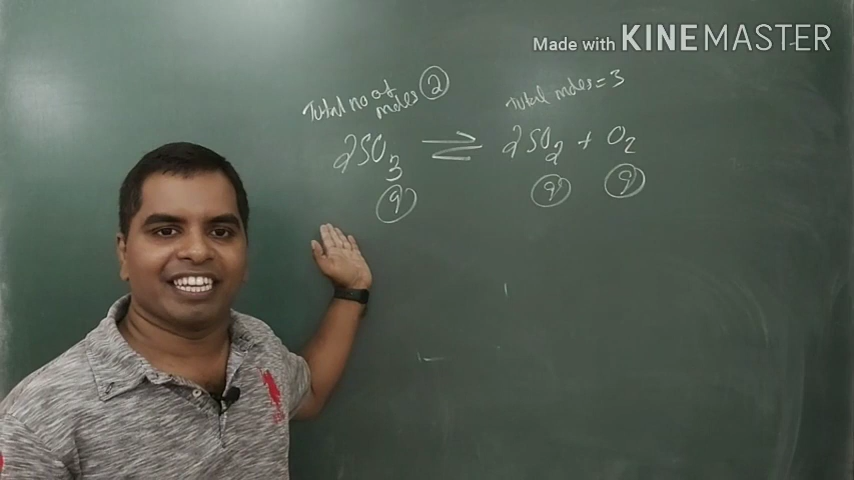 Made with KINEMASTER
Total no of
moles 2
Total moles = 3
2SO3 ⇌ 2SO2 + O2
g g g